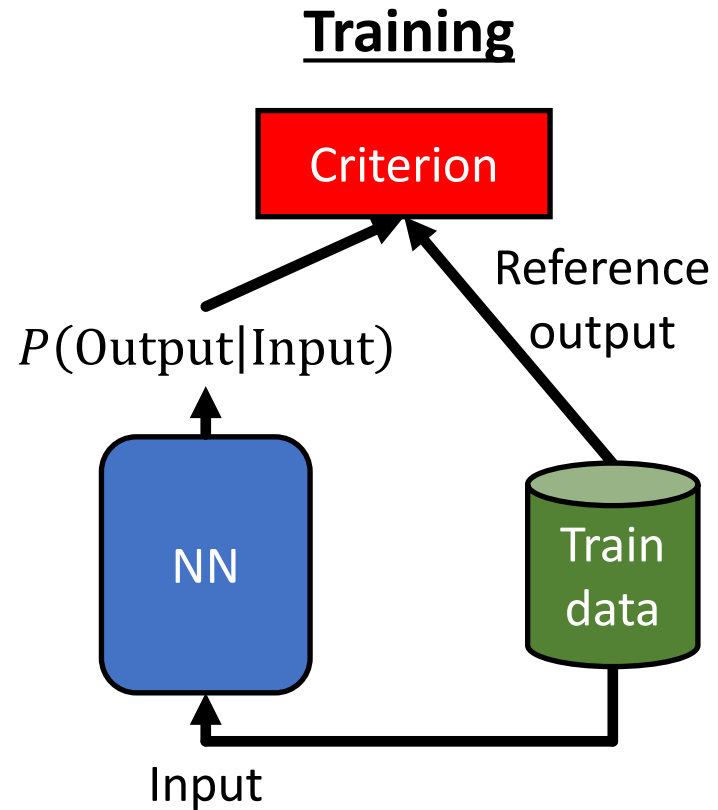 Training
Criterion
Reference
output
P(Output|Input)
NN
Train
data
Input